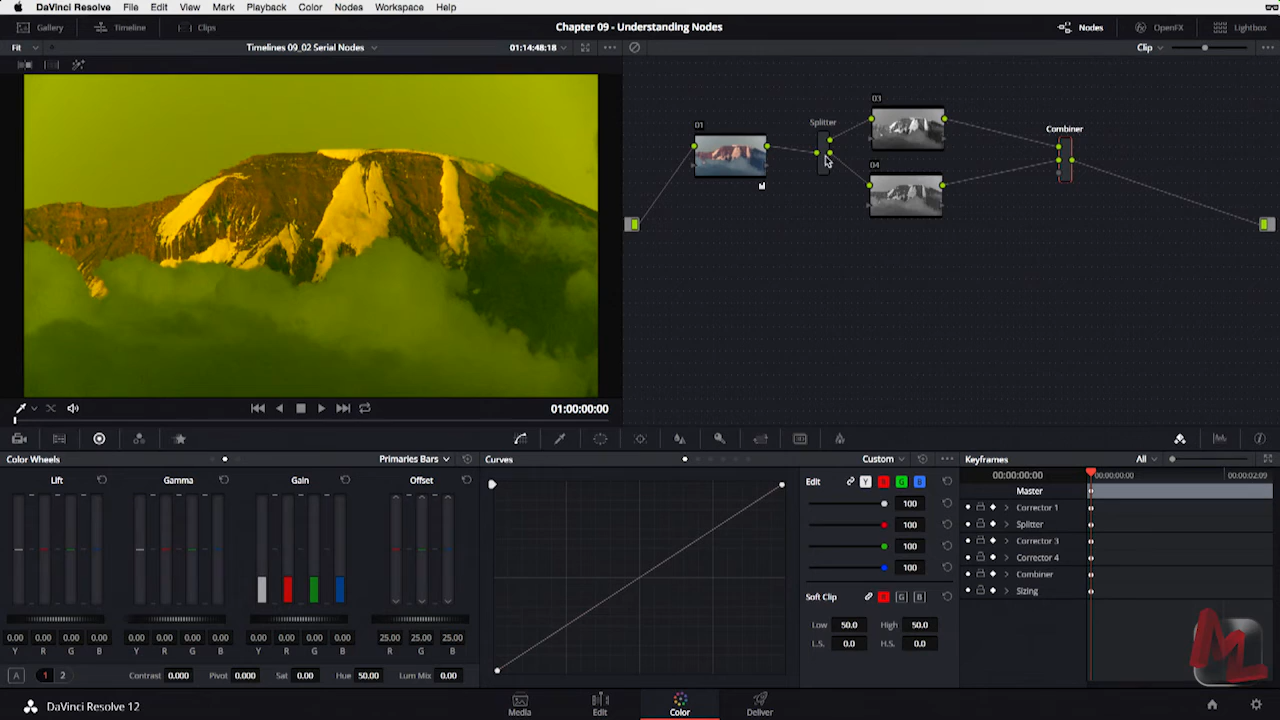 DaVinci Resolve File Edit View Mark Playback Color Nodes Workspace Help
Gallery Timeline Clips Chapter 09 - Understanding Nodes Nodes OpenFX Lightbox
Fit Timelines 09_02 Serial Nodes 01:14:48:18 Clip
01
Splitter
03
04
Combiner
01:00:00:00
Color Wheels Primaries Bars Curves Custom Keyframes All
Lift Gamma Gain Offset
Edit Y R G B
100
100
100
100
Soft Clip R G B
Low 50.0 High 50.0
L.S. 0.0 H.S. 0.0
00:00:00:00 00:00:00:00 00:00:02:09
Master
Corrector 1
Splitter
Corrector 3
Corrector 4
Combiner
Sizing
0.00 0.00 0.00 0.00 0.00 0.00 0.00 0.00 0.00 0.00 0.00 0.00 25.00 25.00 25.00
Y R G B Y R G B Y R G B R G B
A 1 2 Contrast 0.000 Pivot 0.000 Sat 0.00 Hue 50.00 Lum Mix 0.00
DaVinci Resolve 12 Media Edit Color Deliver
ML